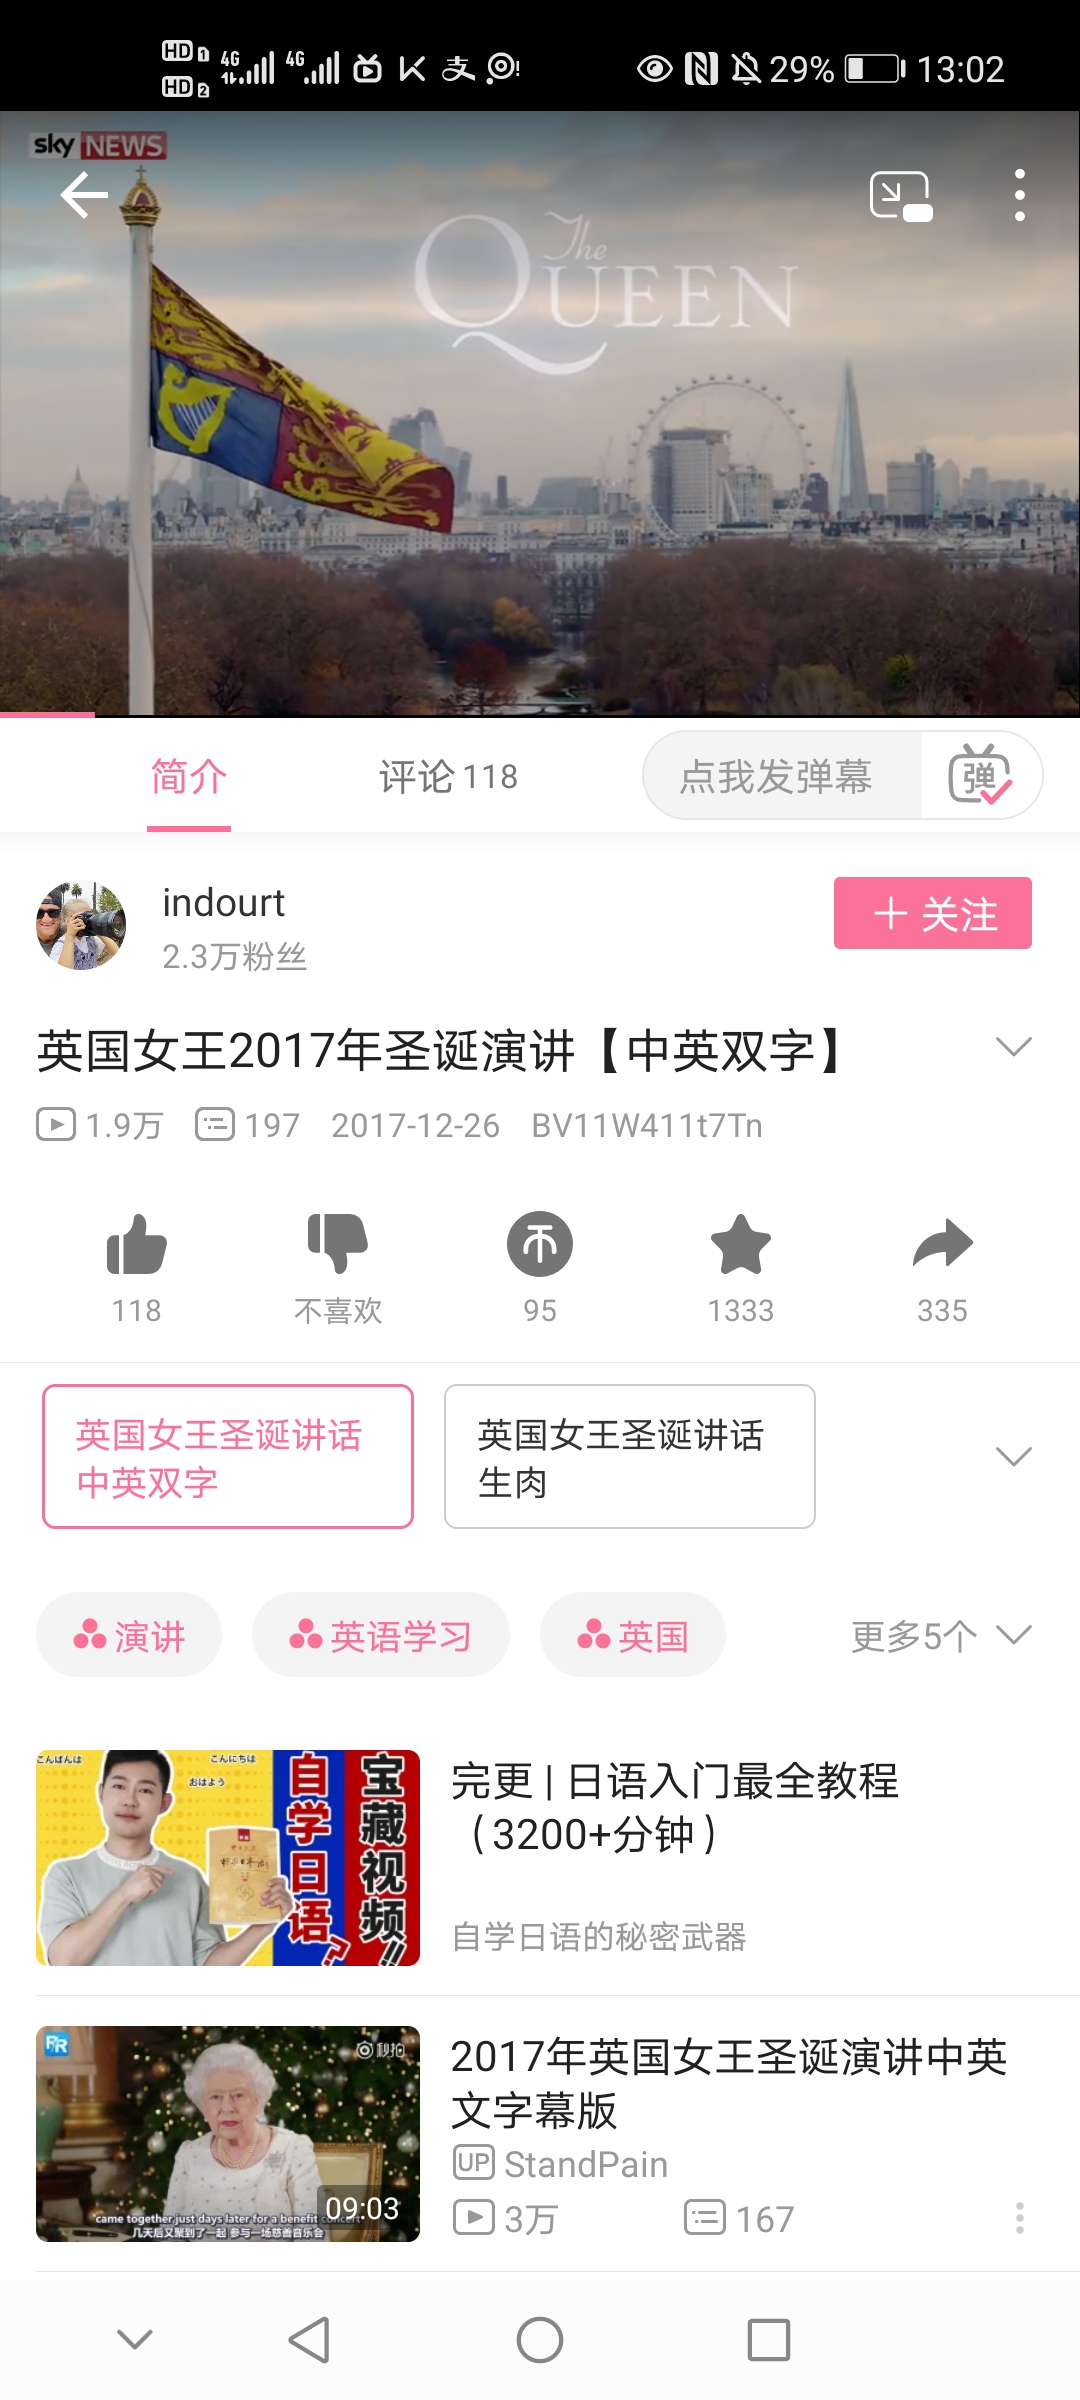 HD 1 4G 4G 29% 13:02
HD 2
sky NEWS
The
QUEEN
简介 评论 118 点我发弹幕 弹
indourt
2.3万粉丝
+ 关注
英国女王2017年圣诞演讲【中英双字】
1.9万 197 2017-12-26 BV11W411t7Tn
118 不喜欢 95 1333 335
英国女王圣诞讲话
中英双字
英国女王圣诞讲话
生肉
演讲 英语学习 英国 更多5个
こんばんは こんにちは
おはよう
自学日语?
宝藏视频!!
完更 | 日语入门最全教程
（3200+分钟）
自学日语的秘密武器
RR 秒拍
came together just days later for a benefit concert
几天后又聚到了一起 参与一场慈善音乐会
09:03
2017年英国女王圣诞演讲中英
文字幕版
UP StandPain
3万 167